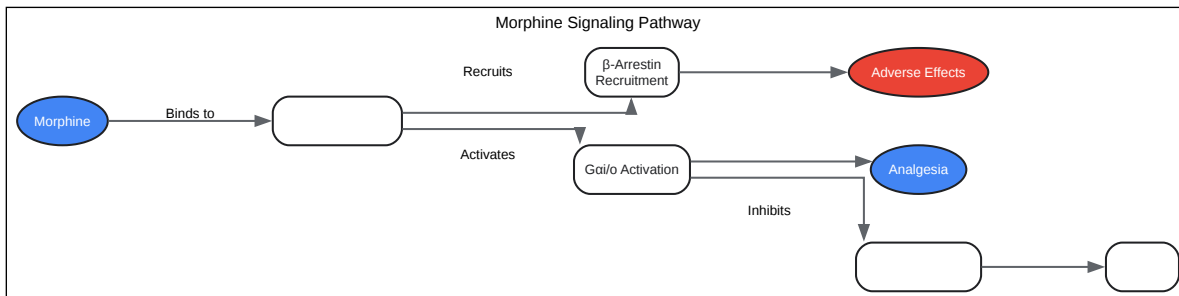 Morphine Signaling Pathway
Recruits
β-Arrestin
Recruitment
Adverse Effects
Morphine
Binds to
Activates
Gαi/o Activation
Analgesia
Inhibits